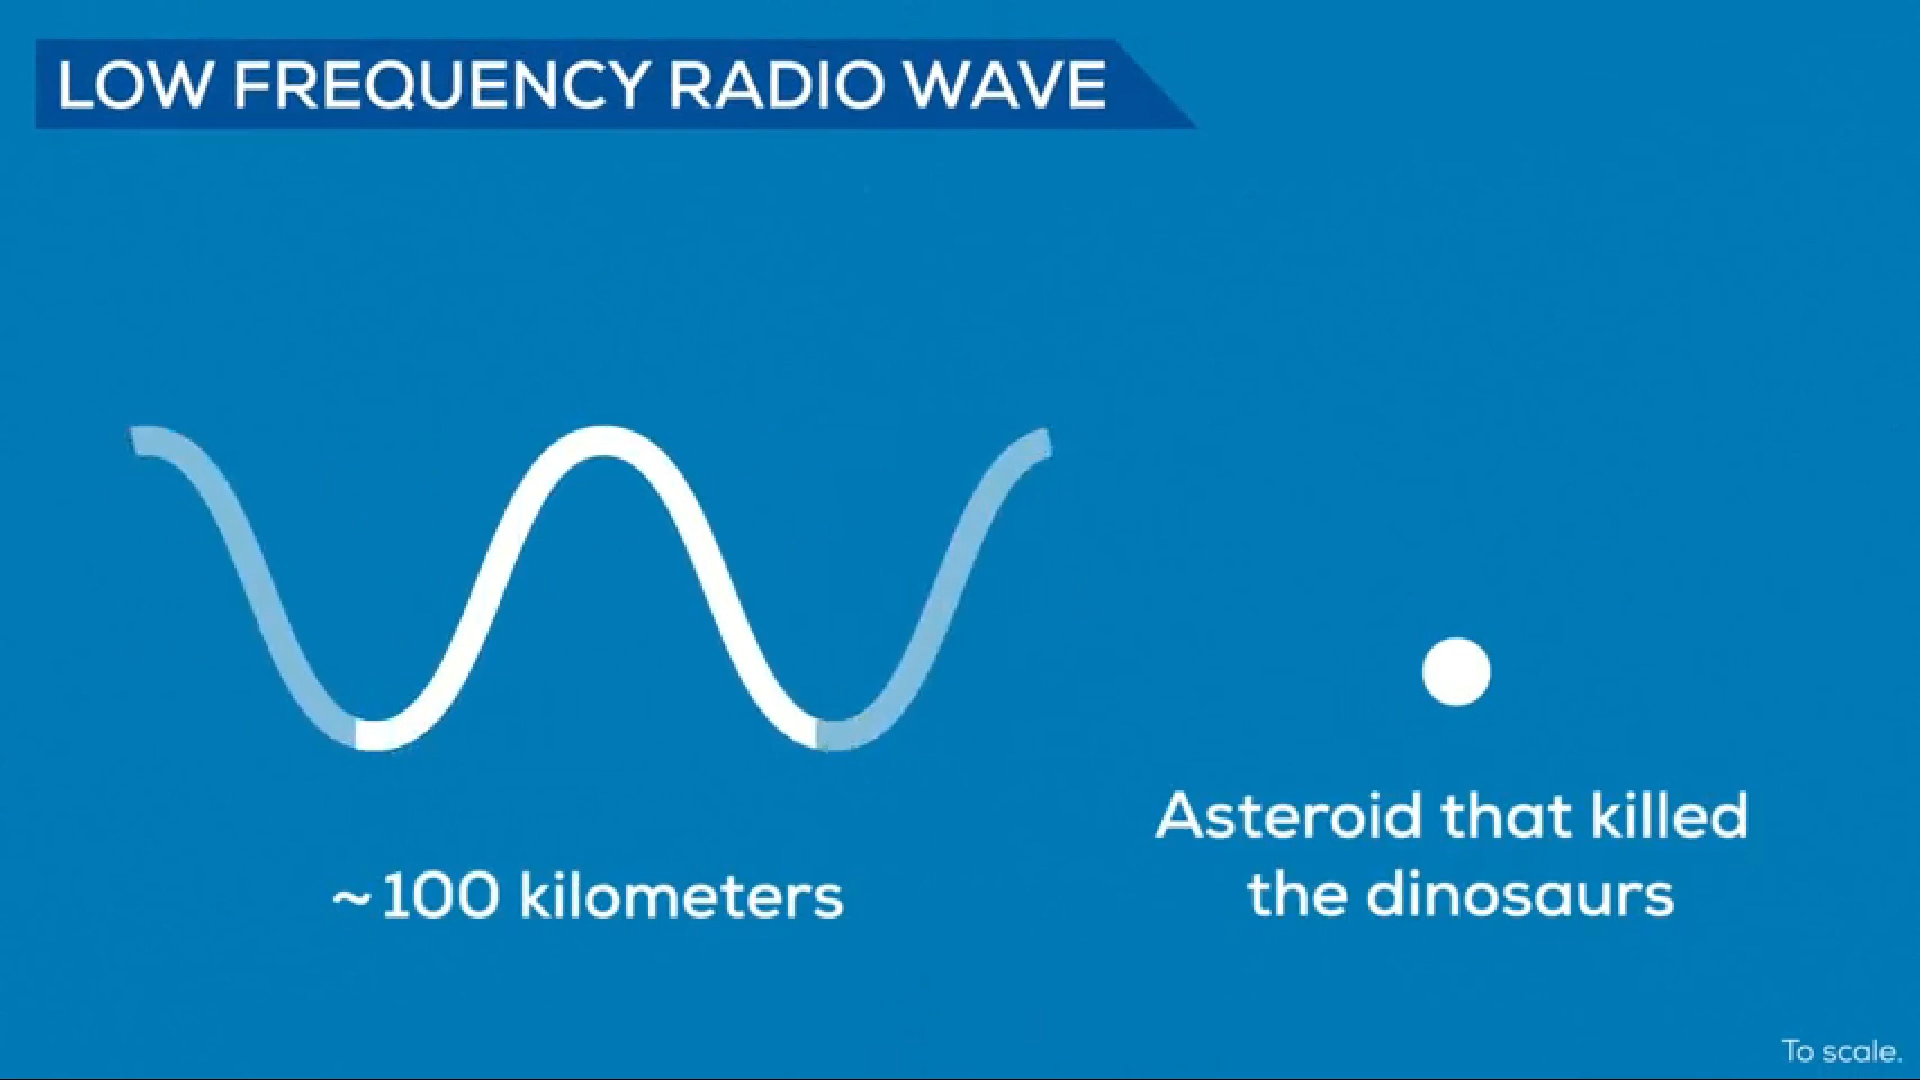 LOW FREQUENCY RADIO WAVE
~100 kilometers
Asteroid that killed
the dinosaurs
To scale.